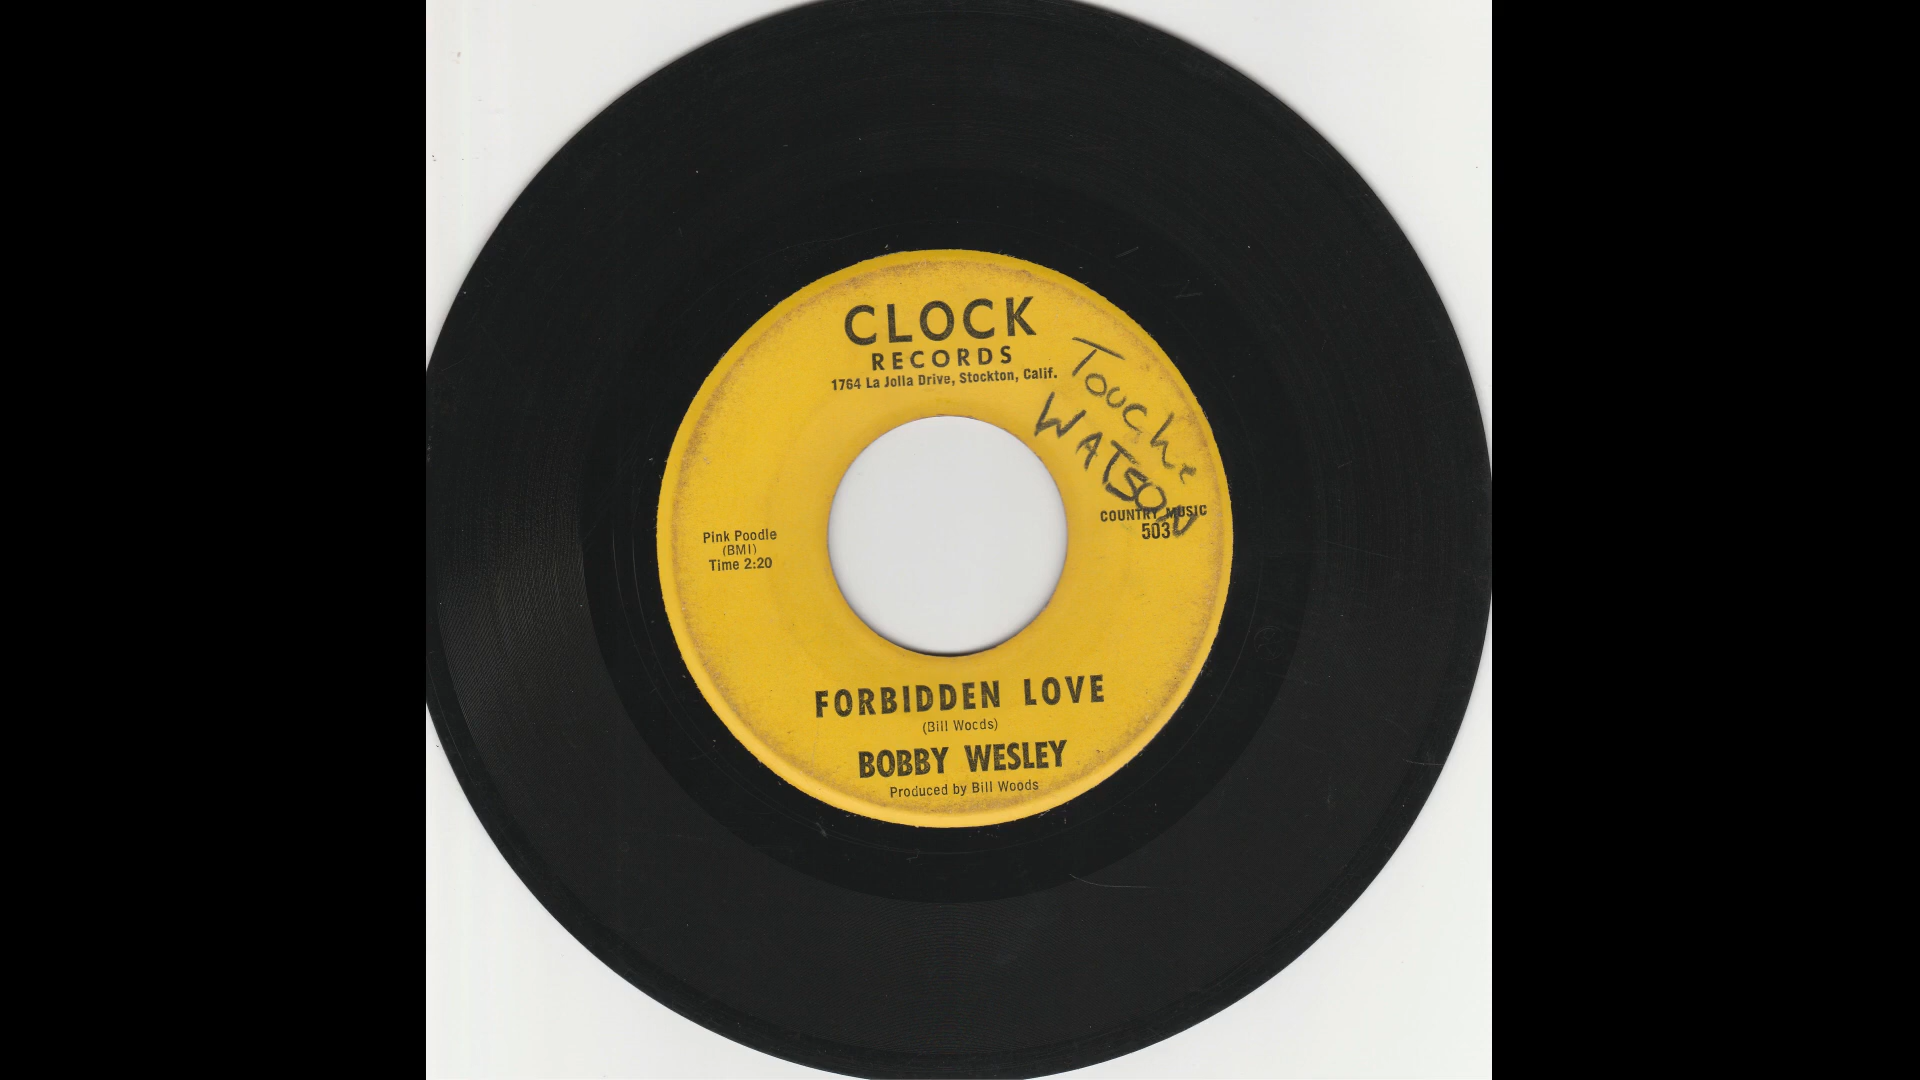 CLOCK
RECORDS
1764 La Jolla Drive, Stockton, Calif.
Touche
WATSON
COUNTRY MUSIC
503
Pink Poodle
(BMI)
Time 2:20
FORBIDDEN LOVE
(Bill Woods)
BOBBY WESLEY
Produced by Bill Woods